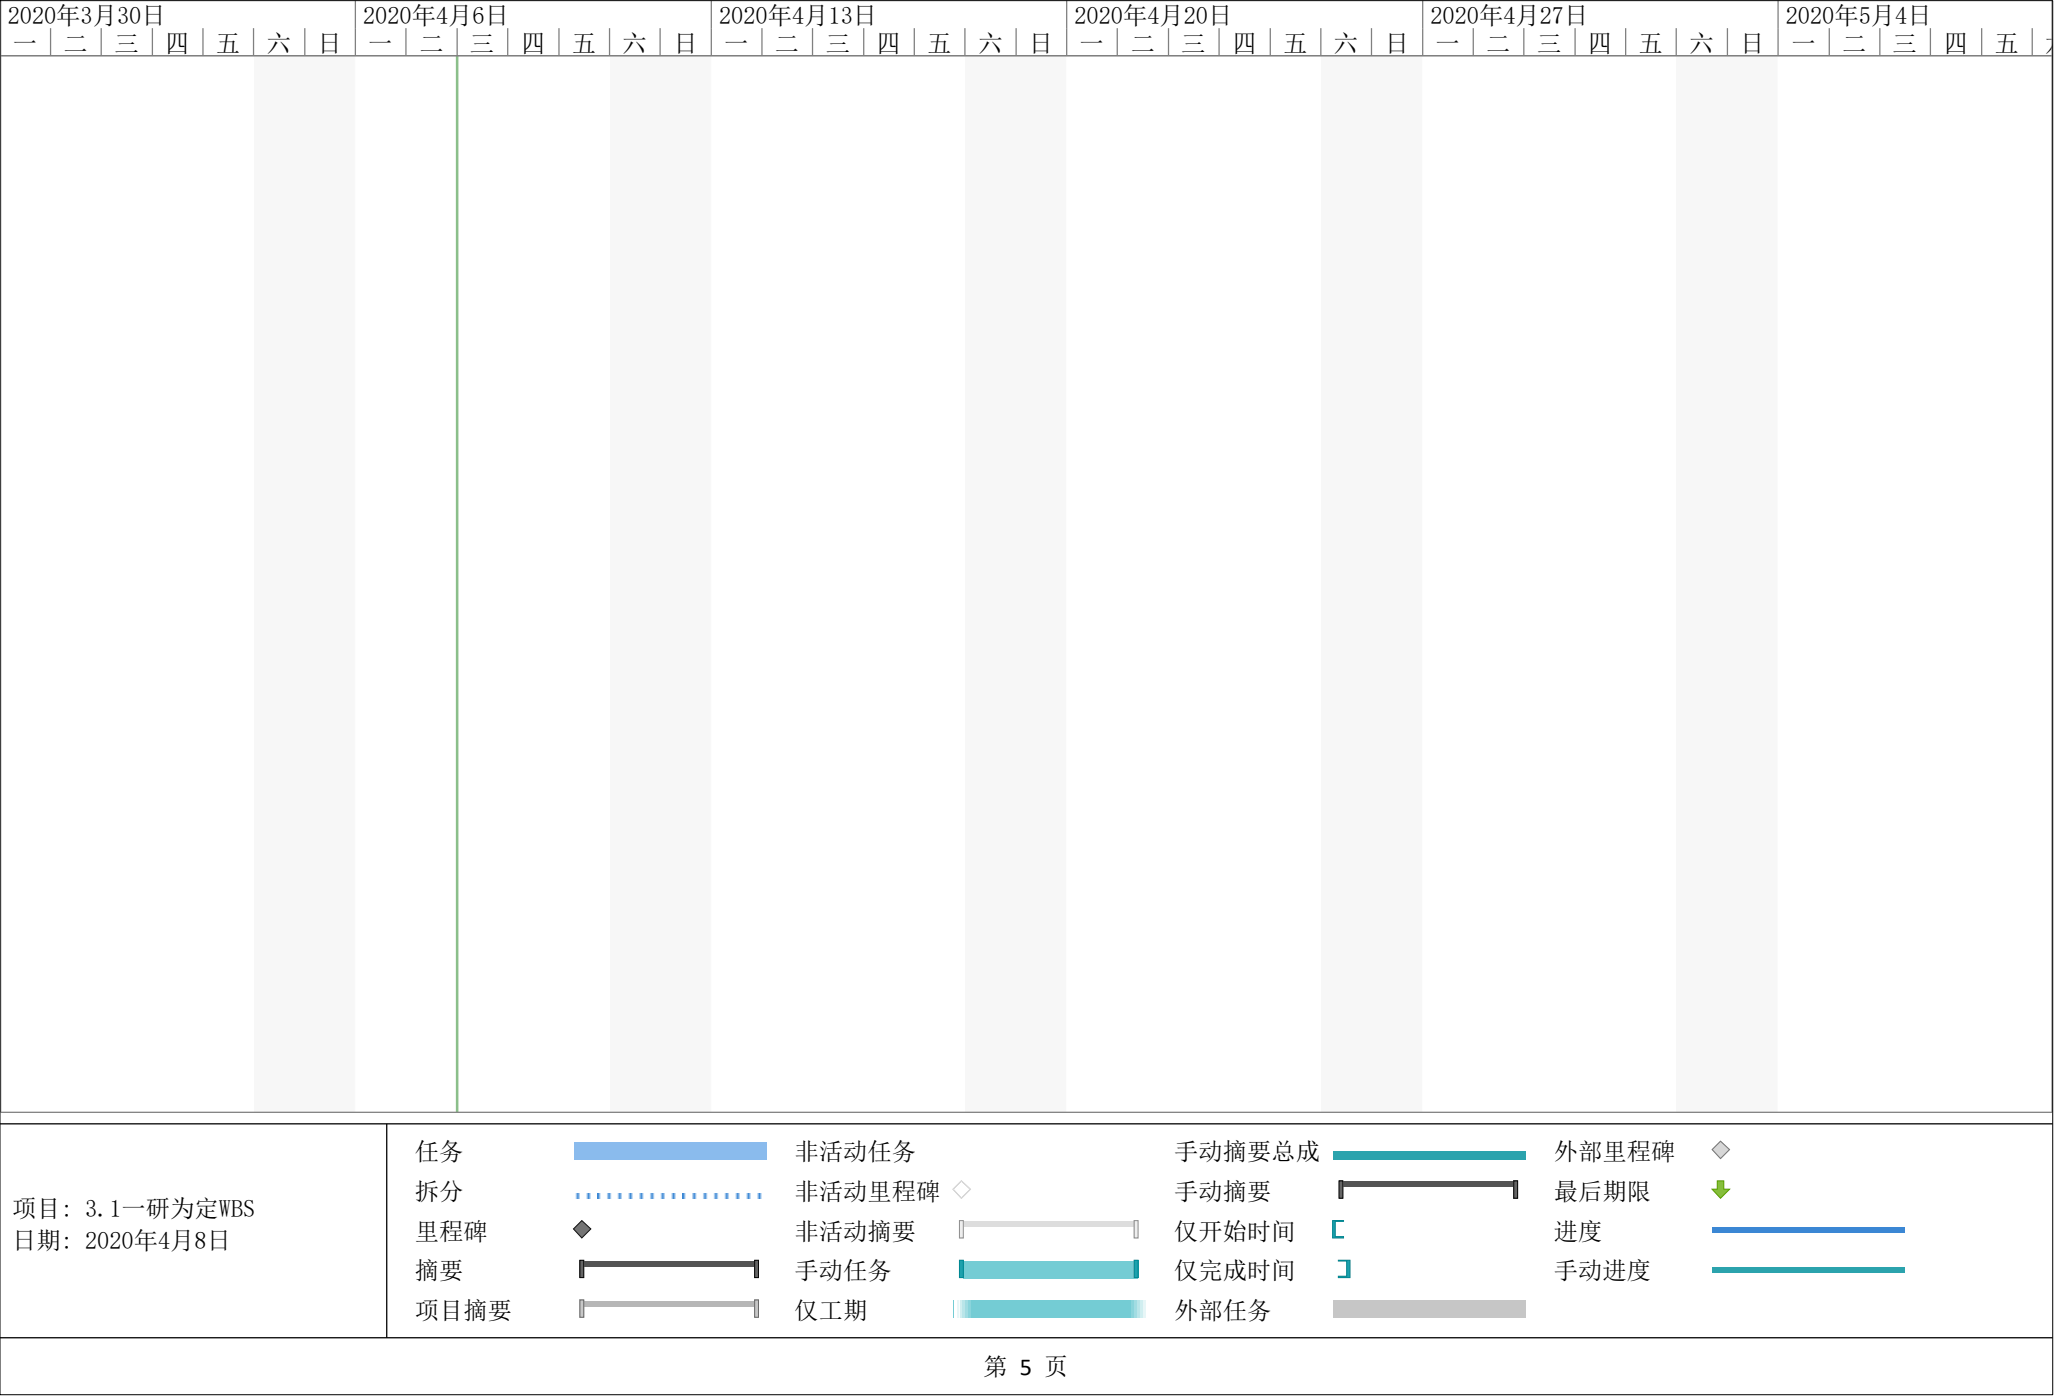 2020年3月30日 2020年4月6日 2020年4月13日 2020年4月20日 2020年4月27日 2020年5月4日
一 二 三 四 五 六 日 一 二 三 四 五 六 日 一 二 三 四 五 六 日 一 二 三 四 五 六 日 一 二 三 四 五 六 日 一 二 三 四 五
项目: 3.1一研为定WBS
日期: 2020年4月8日
任务 非活动任务 手动摘要总成 外部里程碑
拆分 非活动里程碑 手动摘要 最后期限
里程碑 非活动摘要 仅开始时间 进度
摘要 手动任务 仅完成时间 手动进度
项目摘要 仅工期 外部任务
第 5 页